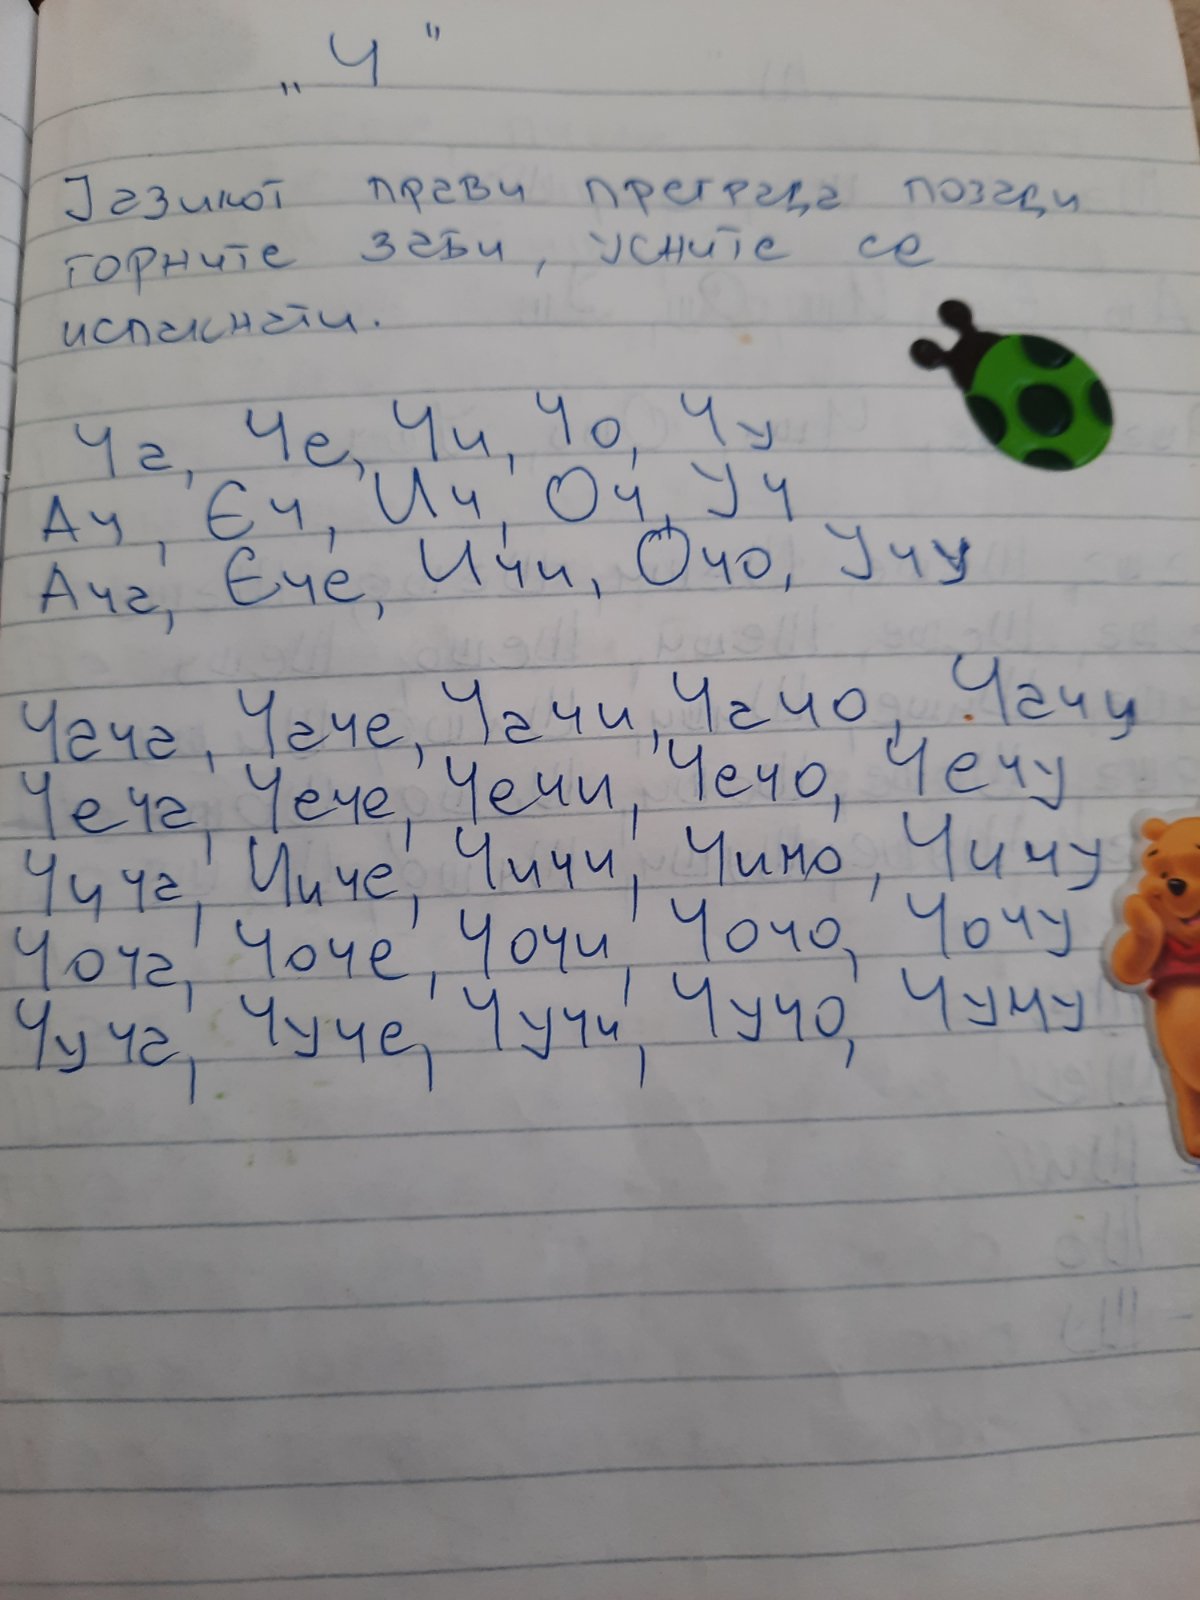 „Ч"
Јазикот прави преграда позади
горните заби, усните се
испакнати.
Ча, Че, Чи, Чо, Чу
Ач, Еч, Ич, Оч, Уч
Ача, Ече, Ичи, Очо, Учу
Чача, Чаче, Чачи, Чачо, Чачу
Чеча, Чече, Чечи, Чечо, Чечу
Чича, Чиче, Чичи, Чичо, Чичу
Чоча, Чоче, Чочи, Чочо, Чочу
Чуча, Чуче, Чучи, Чучо, Чучу